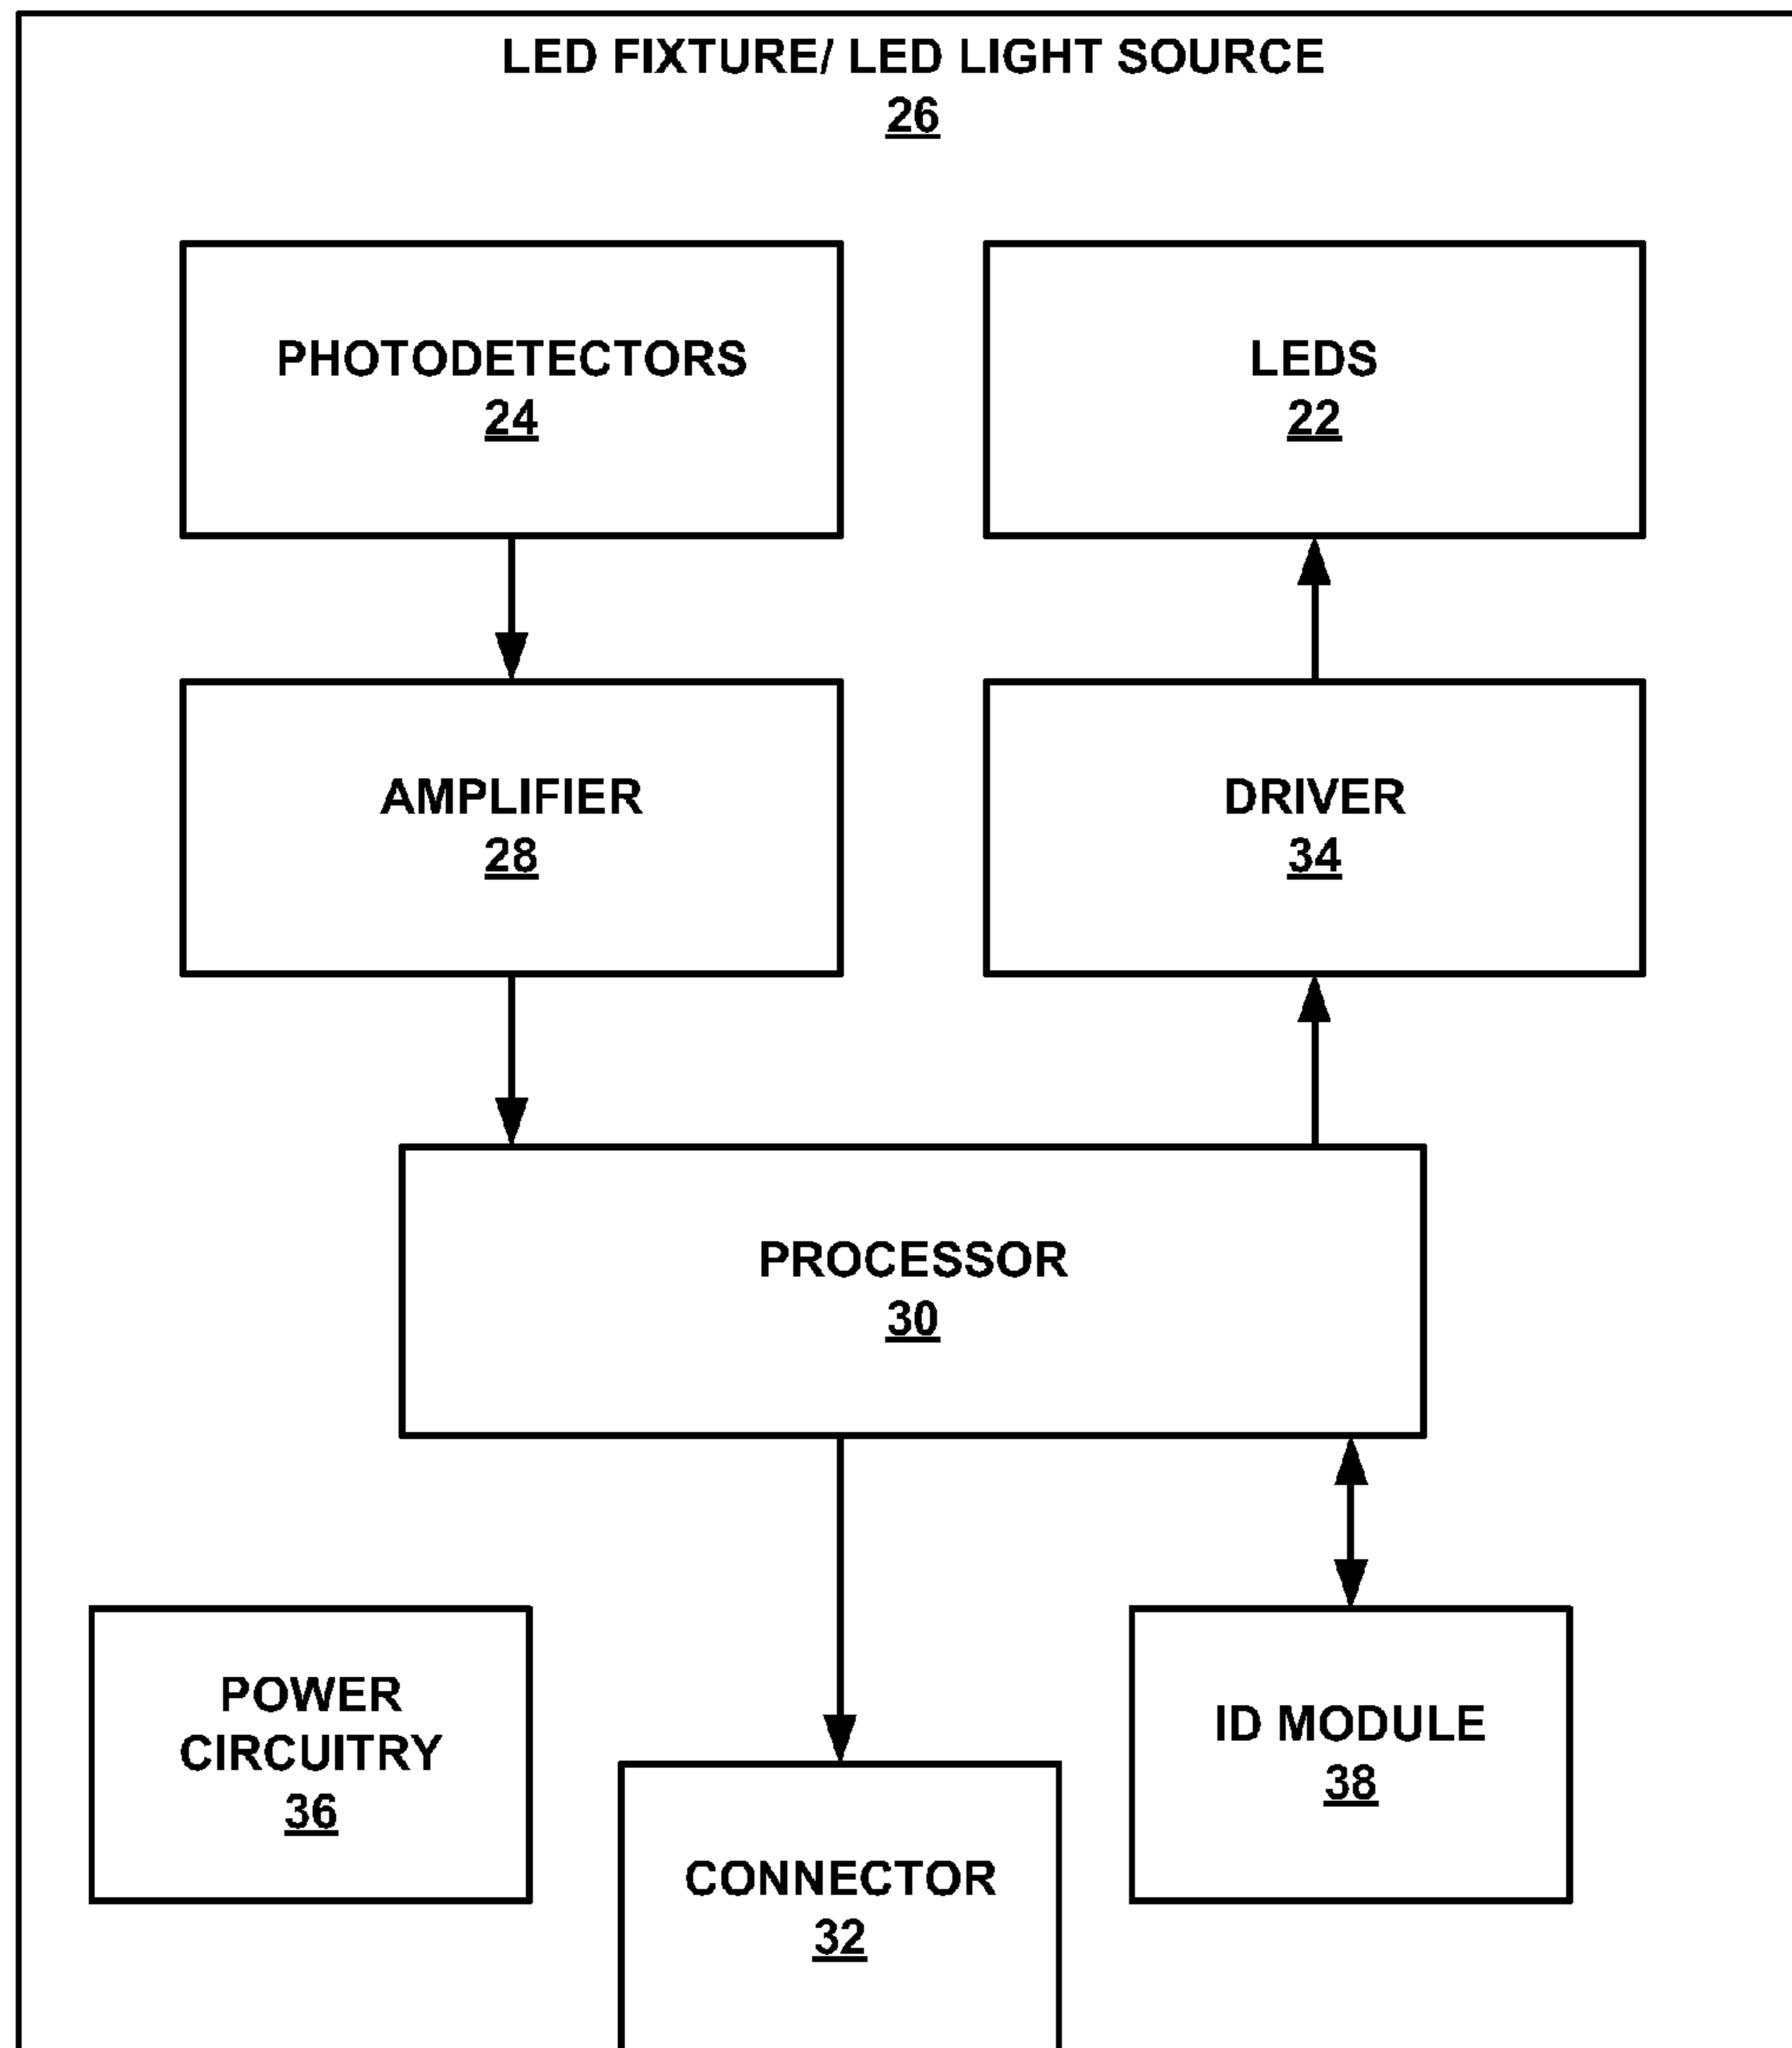 LED FIXTURE/ LED LIGHT SOURCE
26
PHOTODETECTORS
24
LEDS
22
AMPLIFIER
28
DRIVER
34
PROCESSOR
30
POWER
CIRCUITRY
36
CONNECTOR
32
ID MODULE
38